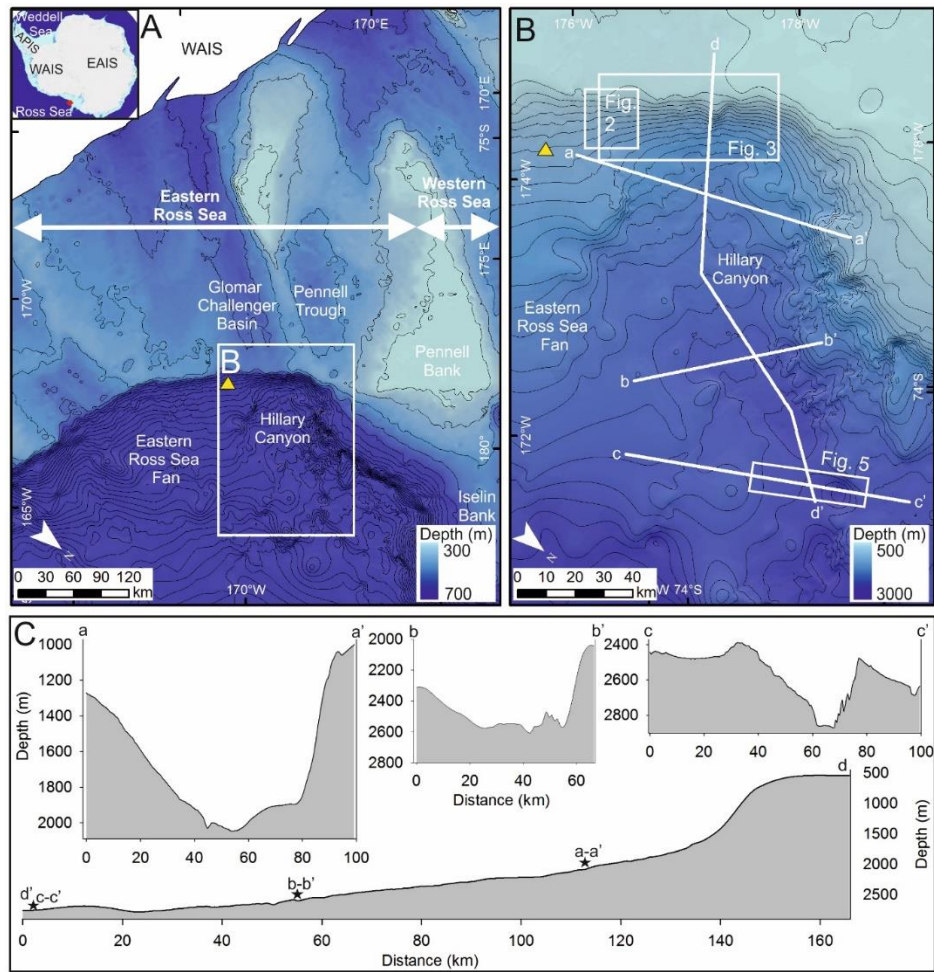 Weddell
Sea
APIS
WAIS
EAIS
Ross Sea
A
WAIS
170°E
170°E
75°S
Eastern
Ross Sea
Western
Ross Sea
175°E
170°W
Glomar
Challenger
Basin
Pennell
Trough
Pennell
Bank
B
Hillary
Canyon
Eastern
Ross Sea
Fan
180°
165°W
Iselin
Bank
N
Depth (m)
300
700
0 30 60 90 120
km
170°W
B
176°W
178°W
d
Fig.
2
Fig. 3
a
174°W
178°W
a'
Hillary
Canyon
Eastern
Ross Sea
Fan
b'
b
74°S
172°W
c
Fig. 5
c'
d'
N
Depth (m)
500
3000
0 10 20 30 40
km
W 74°S
C
a
a'
1000
1200
1400
1600
1800
2000
Depth (m)
0 20 40 60 80 100
b
b'
2000
2200
2400
2600
2800
0 20 40 60
Distance (km)
c
c'
2400
2600
2800
0 20 40 60 80 100
d
500
1000
1500
2000
2500
Depth (m)
d'
c-c'
b-b'
a-a'
0 20 40 60 80 100 120 140 160
Distance (km)